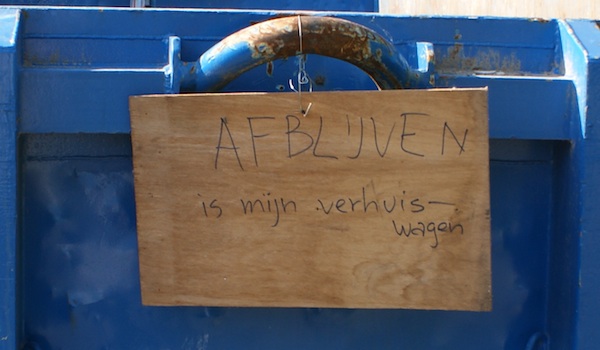 AFBLIJVEN
is mijn verhuis-
wagen